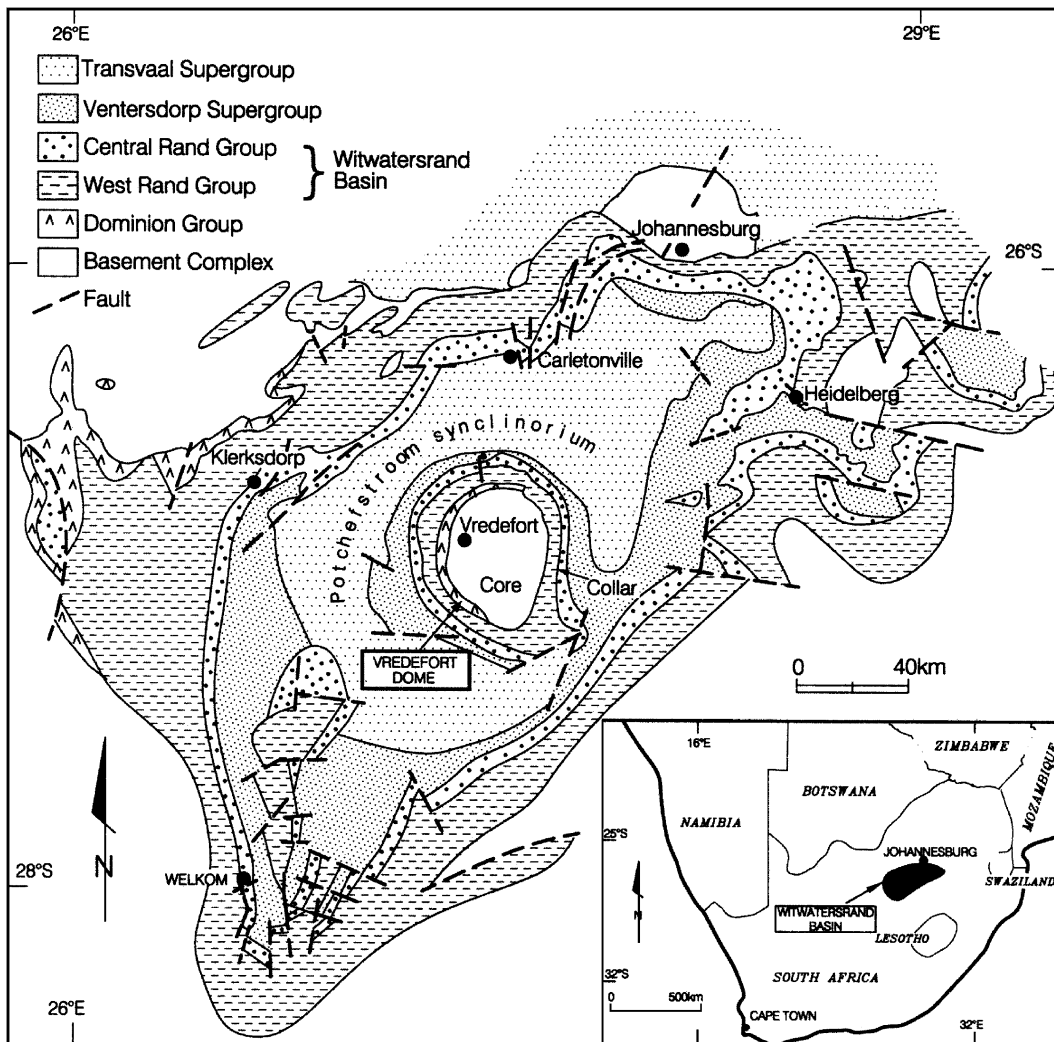 26°E
29°E
Transvaal Supergroup
Ventersdorp Supergroup
Central Rand Group
West Rand Group
Witwatersrand
Basin
Dominion Group
Basement Complex
Fault
Johannesburg
26°S
Carletonville
Heidelberg
Klerksdorp
Potchefstroom synclinorium
Vredefort
Core
Collar
VREDEFORT
DOME
0 40km
N
28°S
WELKOM
26°E
16°E
ZIMBABWE
MOZAMBIQUE
BOTSWANA
NAMIBIA
25°S
JOHANNESBURG
SWAZILAND
WITWATERSRAND
BASIN
N
LESOTHO
32°S
SOUTH AFRICA
0 500km
CAPE TOWN
32°E